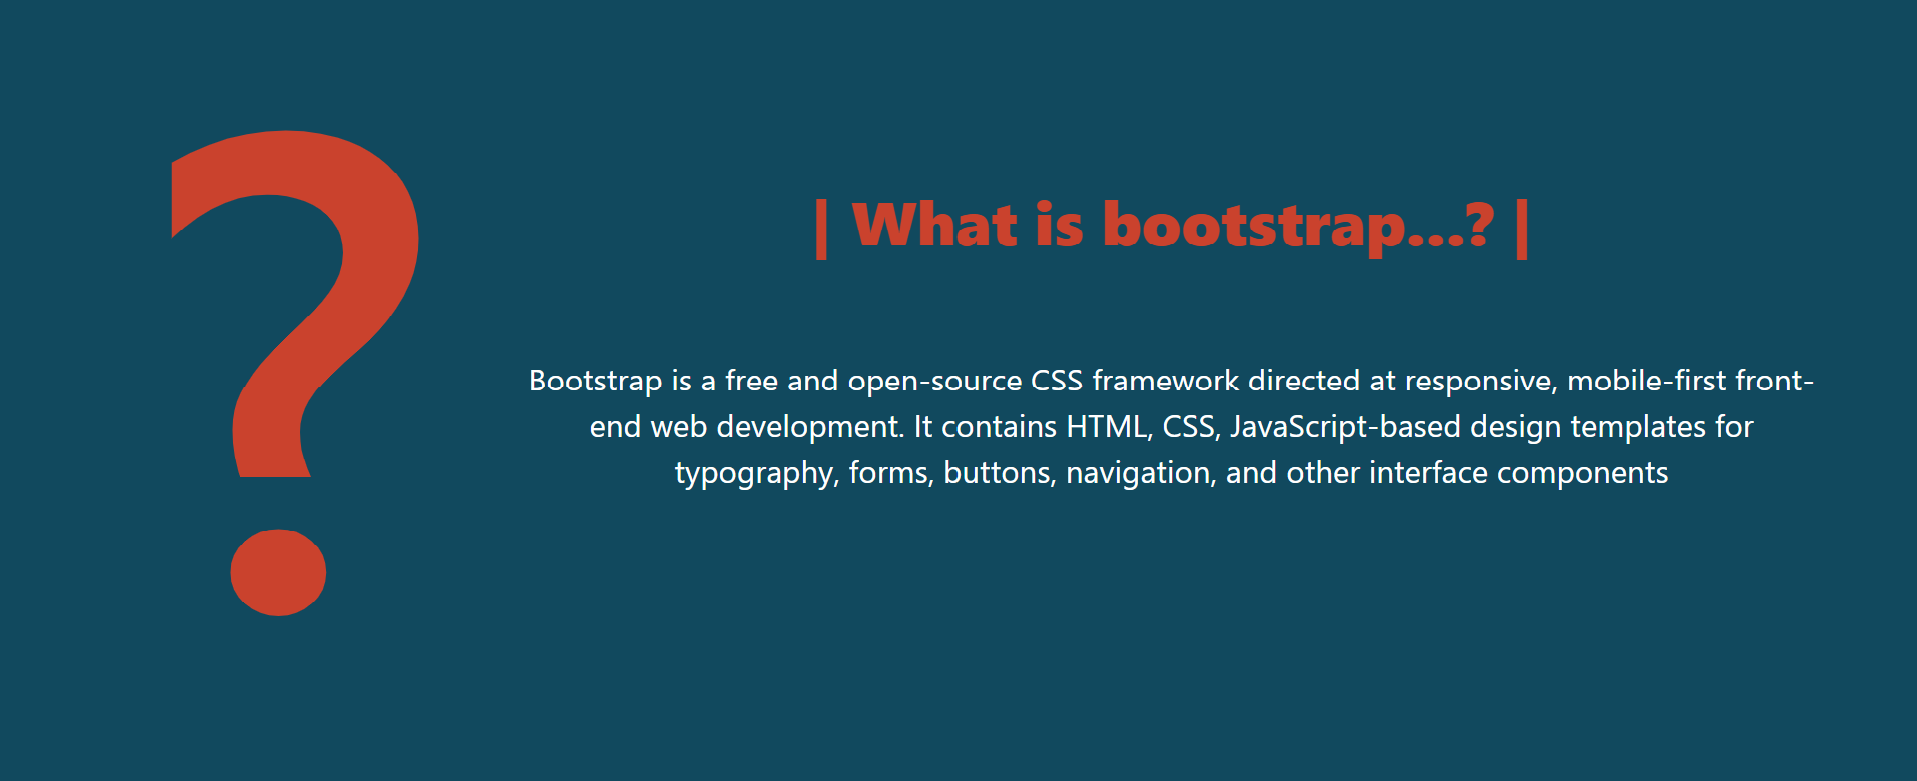 ?
| What is bootstrap...? |
Bootstrap is a free and open-source CSS framework directed at responsive, mobile-first front-
end web development. It contains HTML, CSS, JavaScript-based design templates for
typography, forms, buttons, navigation, and other interface components